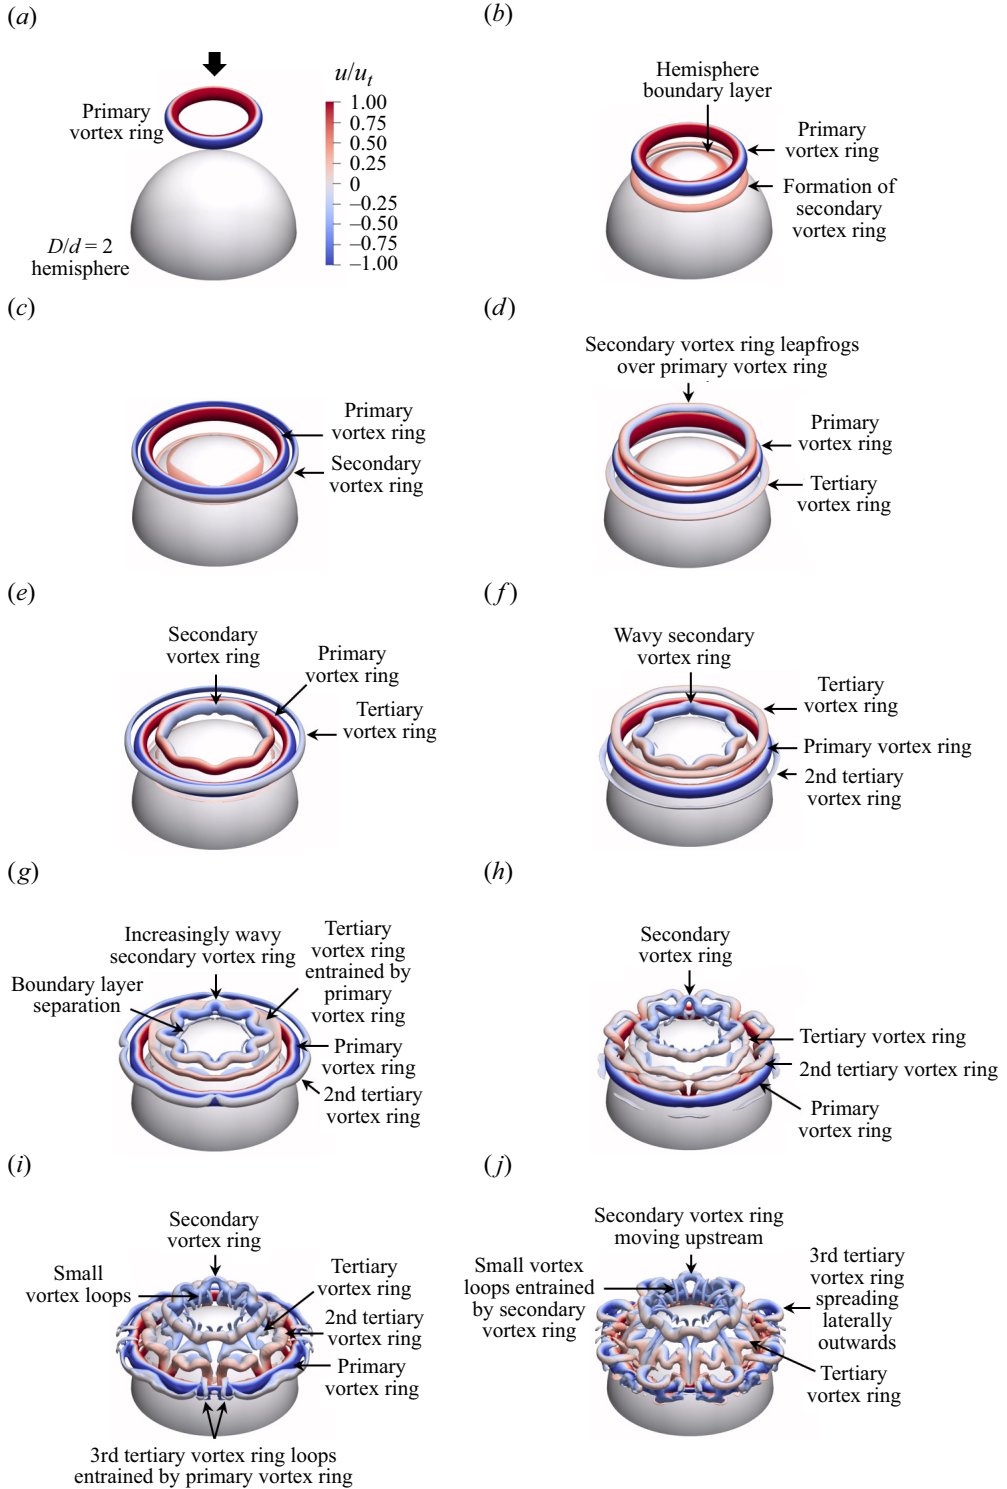 (a)
Primary
vortex ring
D/d = 2
hemisphere
u/u_t
1.00
0.75
0.50
0.25
0
–0.25
–0.50
–0.75
–1.00
(b)
Hemisphere
boundary layer
Primary
vortex ring
Formation of
secondary
vortex ring
(c)
Primary
vortex ring
Secondary
vortex ring
(d)
Secondary vortex ring leapfrogs
over primary vortex ring
Primary
vortex ring
Tertiary
vortex ring
(e)
Secondary
vortex ring
Primary
vortex ring
Tertiary
vortex ring
(f)
Wavy secondary
vortex ring
Tertiary
vortex ring
Primary vortex ring
2nd tertiary
vortex ring
(g)
Increasingly wavy
secondary vortex ring
Boundary layer
separation
Tertiary
vortex ring
entrained by
primary
vortex ring
Primary
vortex ring
2nd tertiary
vortex ring
(h)
Secondary
vortex ring
Tertiary vortex ring
2nd tertiary vortex ring
Primary
vortex ring
(i)
Secondary
vortex ring
Small
vortex loops
Tertiary
vortex ring
2nd tertiary
vortex ring
Primary
vortex ring
3rd tertiary vortex ring loops
entrained by primary vortex ring
(j)
Secondary vortex ring
moving upstream
Small vortex
loops entrained
by secondary
vortex ring
3rd tertiary
vortex ring
spreading
laterally
outwards
Tertiary
vortex ring